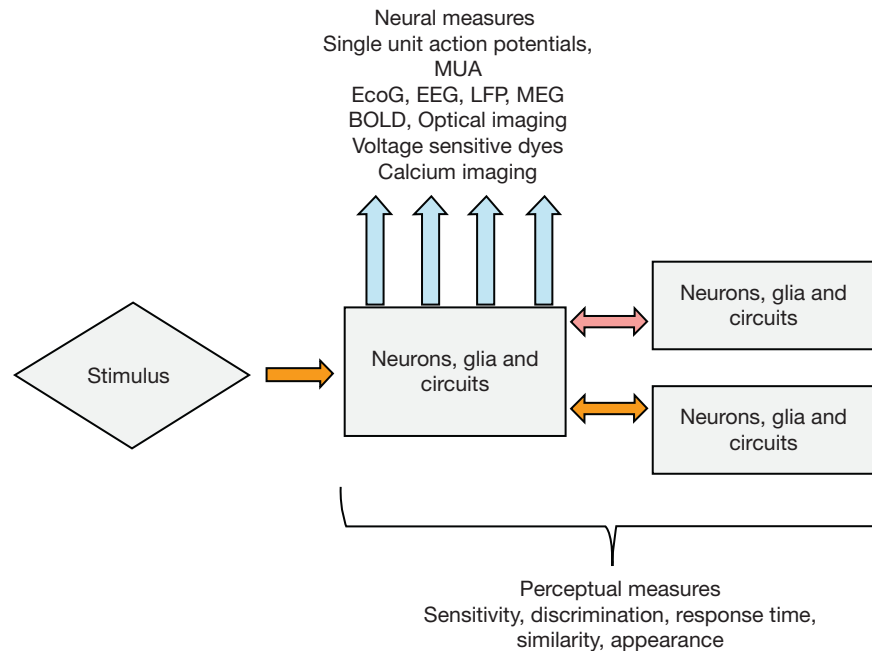 Neural measures
Single unit action potentials,
MUA
EcoG, EEG, LFP, MEG
BOLD, Optical imaging
Voltage sensitive dyes
Calcium imaging
Stimulus
Neurons, glia and
circuits
Neurons, glia and
circuits
Neurons, glia and
circuits
Perceptual measures
Sensitivity, discrimination, response time,
similarity, appearance